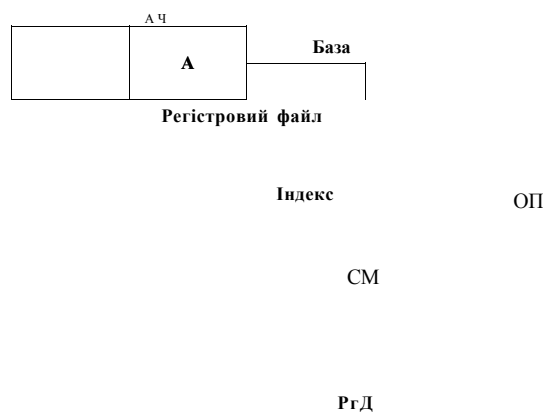 А Ч
А
База
Регістровий файл
Індекс
ОП
СМ
РгД